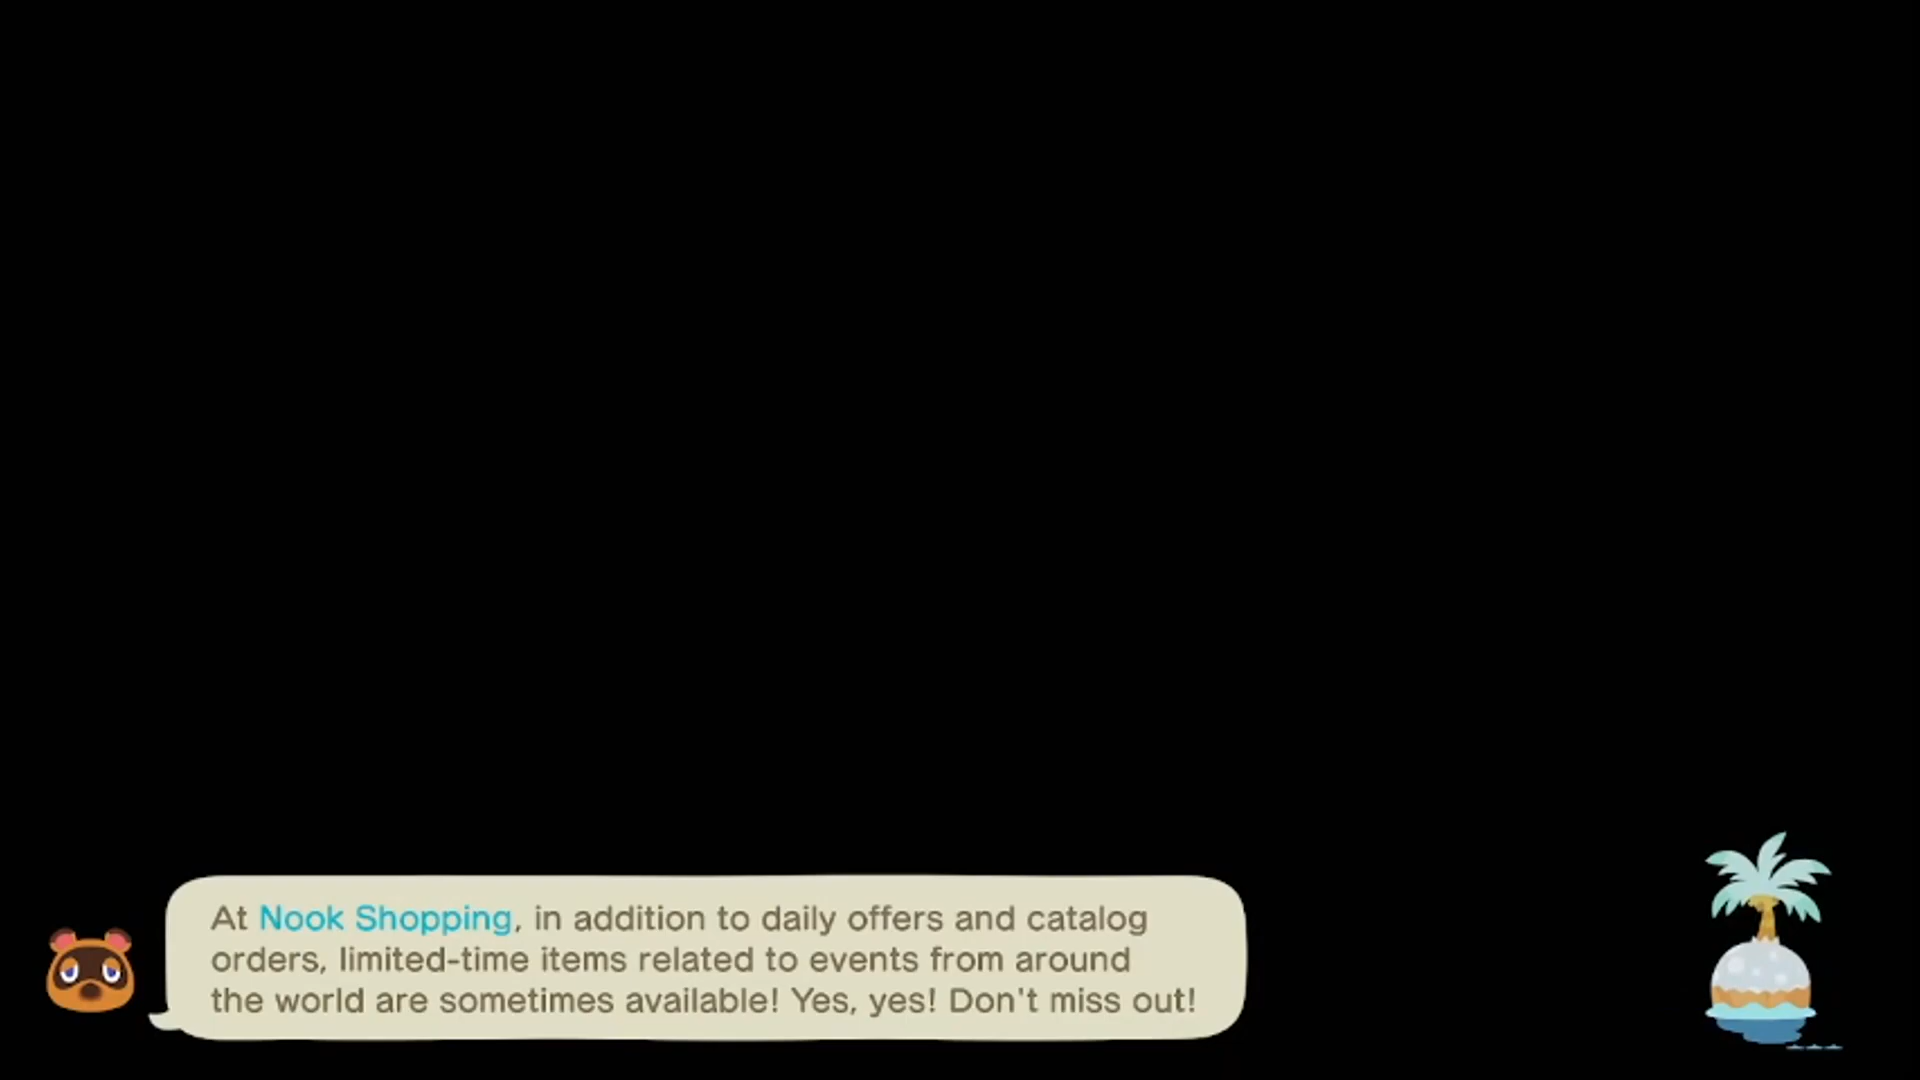 At Nook Shopping, in addition to daily offers and catalog
orders, limited-time items related to events from around
the world are sometimes available! Yes, yes! Don't miss out!